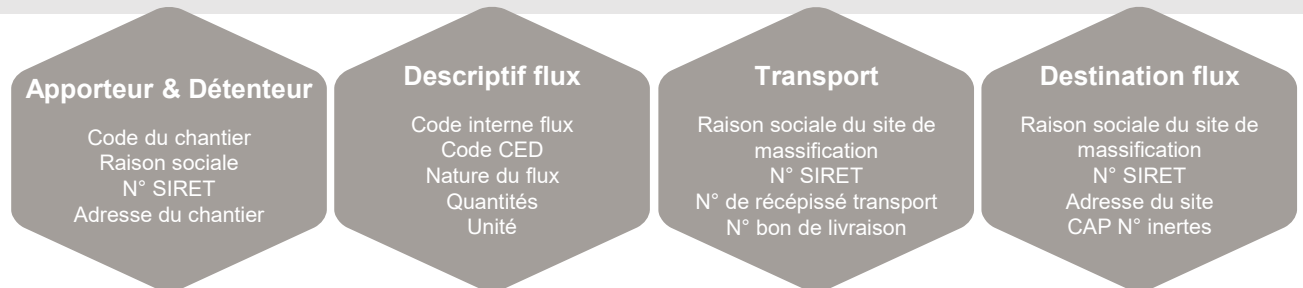 Apporteur & Détenteur
Code du chantier
Raison sociale
N° SIRET
Adresse du chantier
Descriptif flux
Code interne flux
Code CED
Nature du flux
Quantités
Unité
Transport
Raison sociale du site de
massification
N° SIRET
N° de récépissé transport
N° bon de livraison
Destination flux
Raison sociale du site de
massification
N° SIRET
Adresse du site
CAP N° inertes